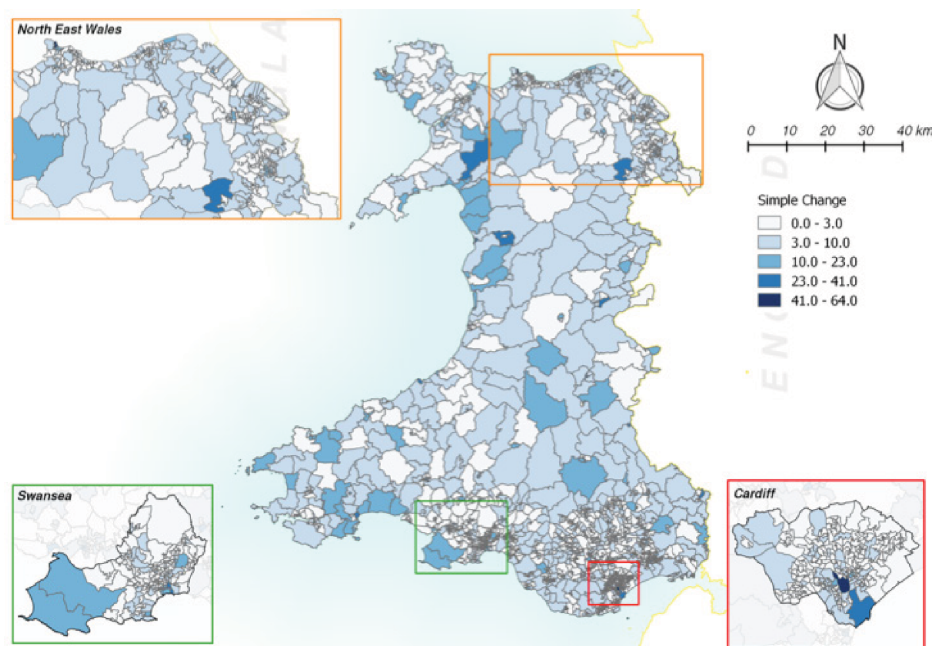 North East Wales
N
0 10 20 30 40 km
Simple Change
0.0 - 3.0
3.0 - 10.0
10.0 - 23.0
23.0 - 41.0
41.0 - 64.0
Swansea
Cardiff